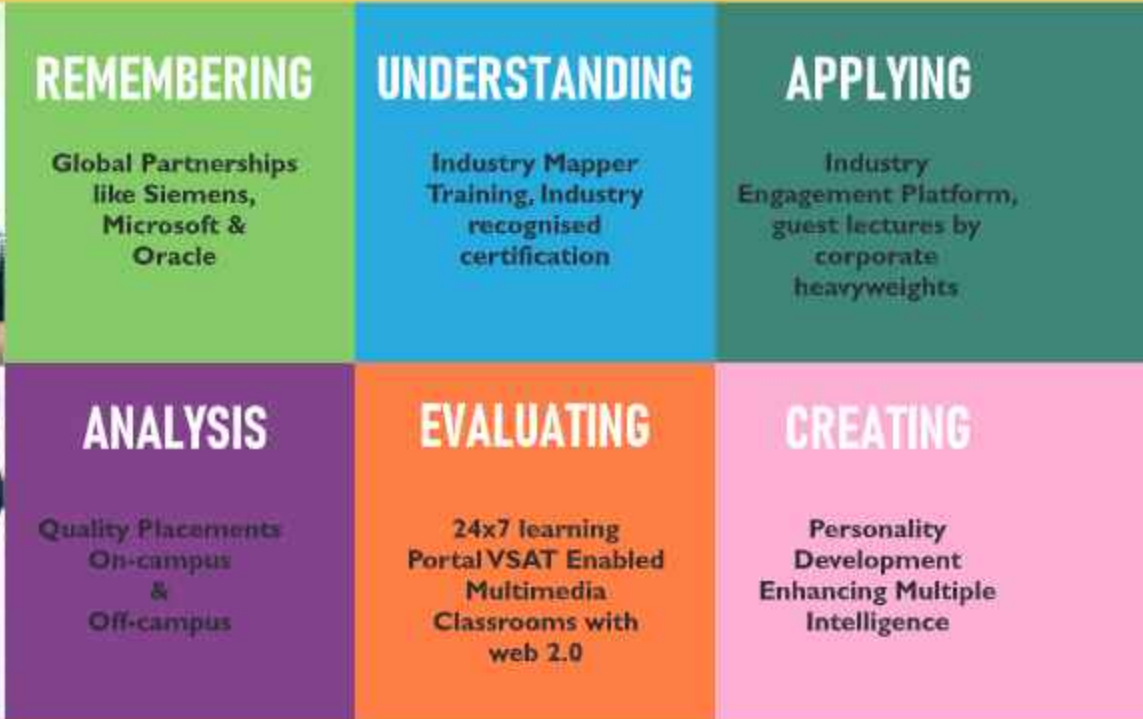 REMEMBERING
Global Partnerships
like Siemens,
Microsoft &
Oracle
UNDERSTANDING
Industry Mapper
Training, Industry
recognised
certification
APPLYING
Industry
Engagement Platform,
guest lectures by
corporate
heavyweights
ANALYSIS
Quality Placements
On-campus
&
Off-campus
EVALUATING
24x7 learning
Portal VSAT Enabled
Multimedia
Classrooms with
web 2.0
CREATING
Personality
Development
Enhancing Multiple
Intelligence